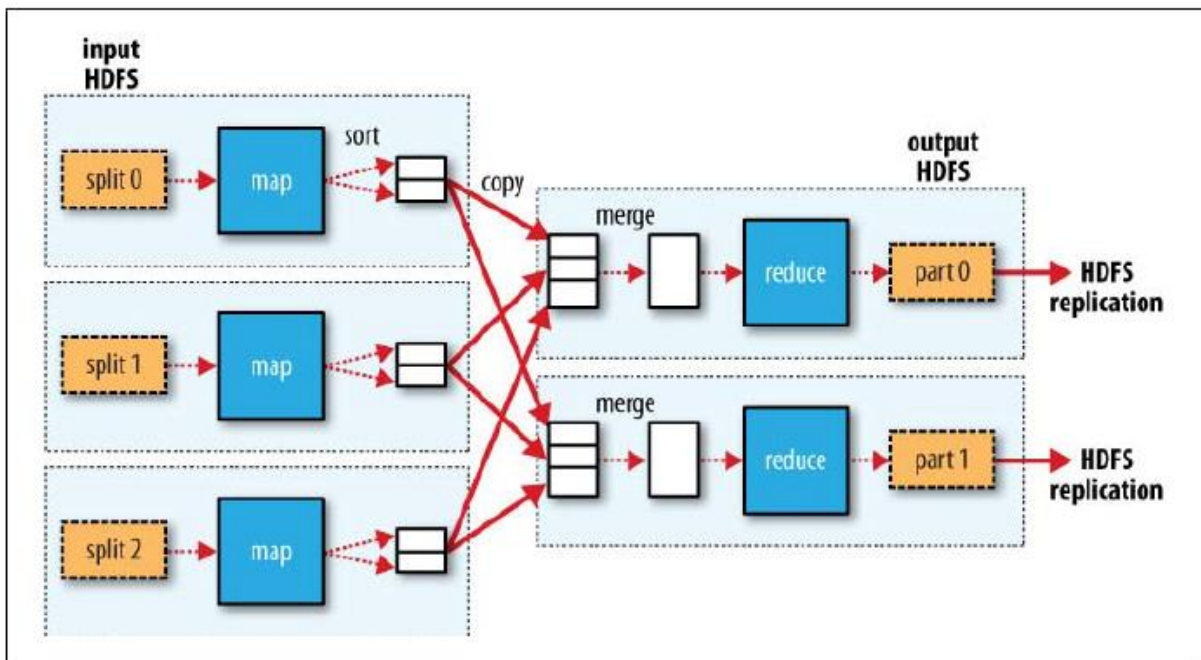 input
HDFS
split 0
map
sort
copy
split 1
map
split 2
map
output
HDFS
merge
reduce
part 0
HDFS
replication
merge
reduce
part 1
HDFS
replication